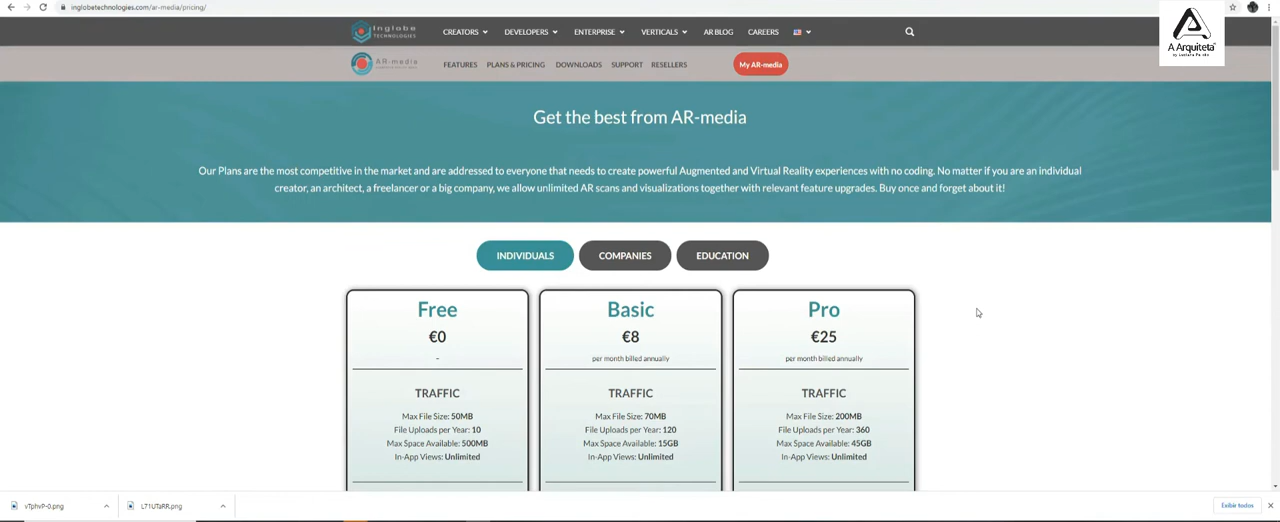 inglobetechnologies.com/ar-media/pricing/
Inglobe
TECHNOLOGIES
CREATORS DEVELOPERS ENTERPRISE VERTICALS AR BLOG CAREERS
A Arquiteta
AR-media
FEATURES PLANS & PRICING DOWNLOADS SUPPORT RESELLERS My AR-media
Get the best from AR-media
Our Plans are the most competitive in the market and are addressed to everyone that needs to create powerful Augmented and Virtual Reality experiences with no coding. No matter if you are an individual
creator, an architect, a freelancer or a big company, we allow unlimited AR scans and visualizations together with relevant feature upgrades. Buy once and forget about it!
INDIVIDUALS COMPANIES EDUCATION
Free
€0
-
TRAFFIC
Max File Size: 50MB
File Uploads per Year: 10
Max Space Available: 500MB
In-App Views: Unlimited
Basic
€8
per month billed annually
TRAFFIC
Max File Size: 70MB
File Uploads per Year: 120
Max Space Available: 15GB
In-App Views: Unlimited
Pro
€25
per month billed annually
TRAFFIC
Max File Size: 200MB
File Uploads per Year: 360
Max Space Available: 45GB
In-App Views: Unlimited
vTphvP-0.png
LT1UTaRR.png
Exibir todos